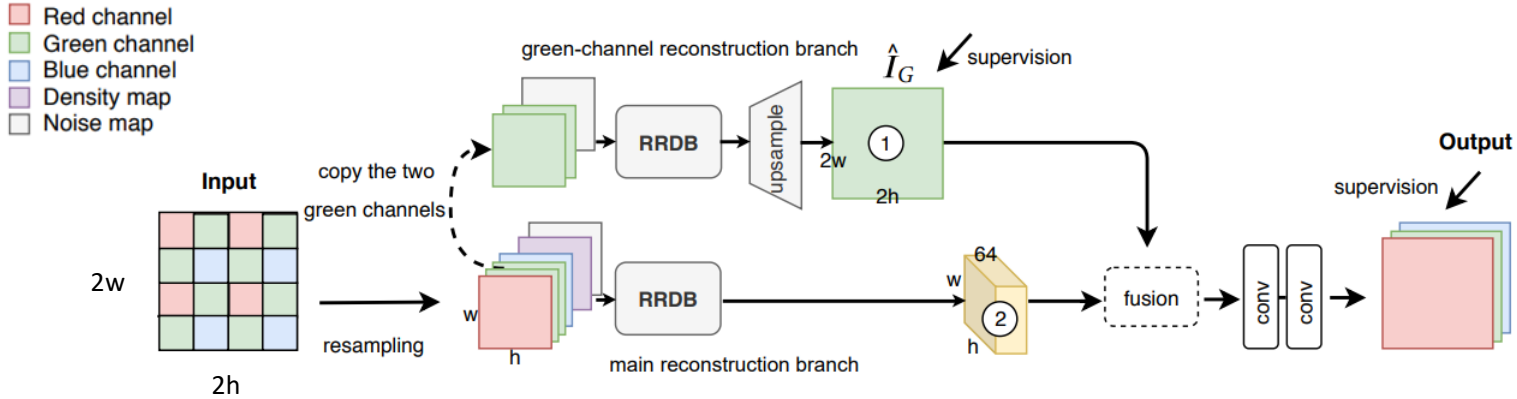 Red channel
Green channel
Blue channel
Density map
Noise map
green-channel reconstruction branch
Î_G
supervision
RRDB
upsample
1
2w
2h
copy the two
green channels
Input
2w
2h
resampling
w
h
RRDB
main reconstruction branch
64
w
2
h
fusion
conv
conv
Output
supervision